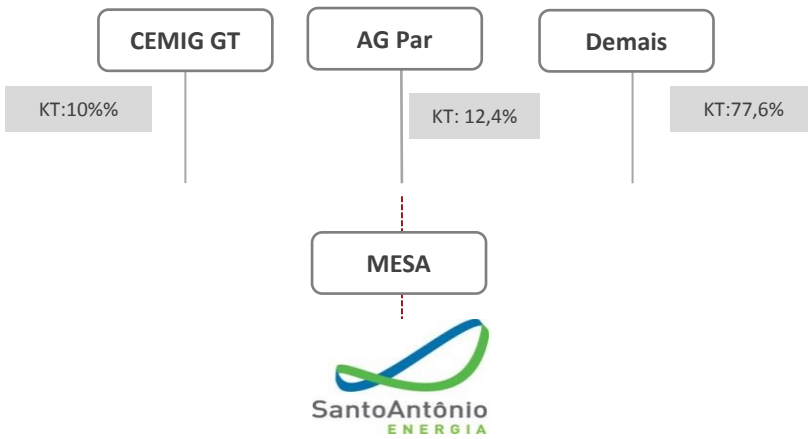 CEMIG GT
AG Par
Demais
KT:10%%
KT: 12,4%
KT:77,6%
MESA
SantoAntônio
ENERGIA